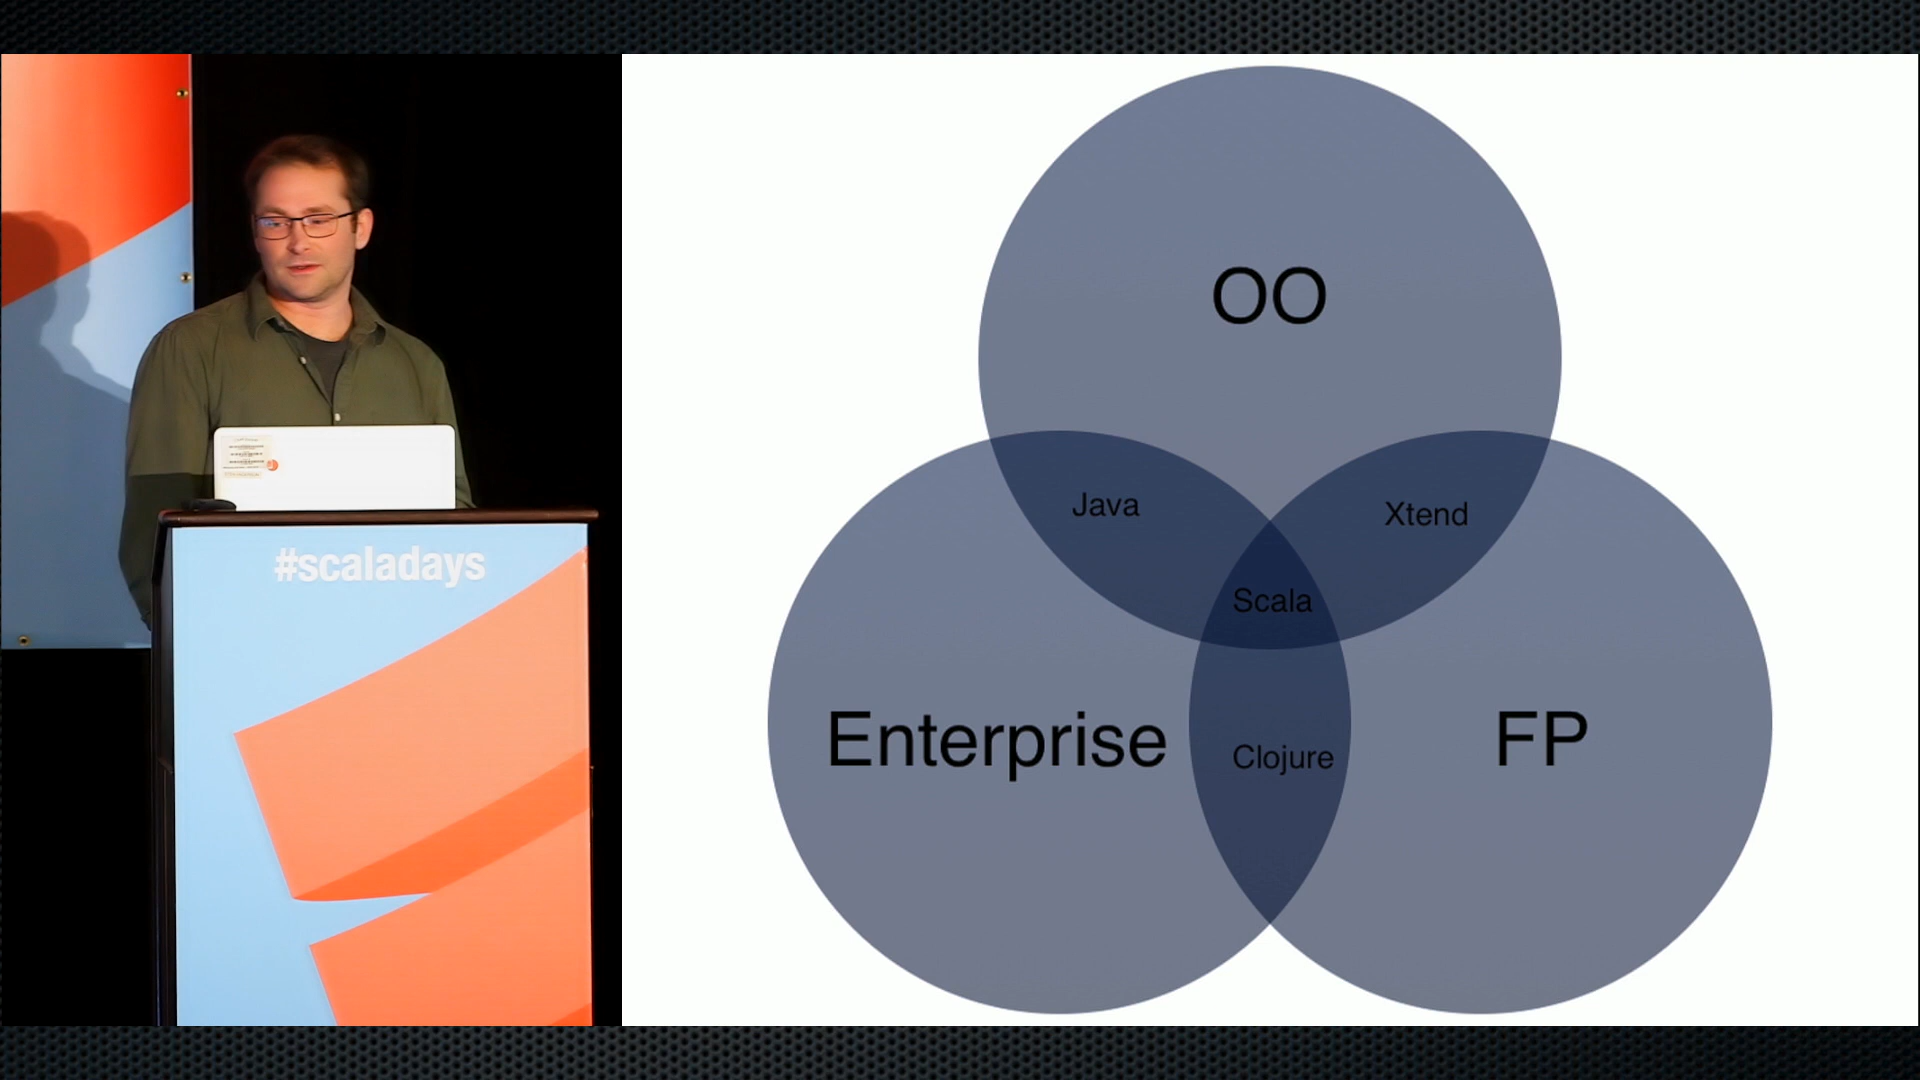 #scaladays
OO
Java
Xtend
Scala
Enterprise
Clojure
FP